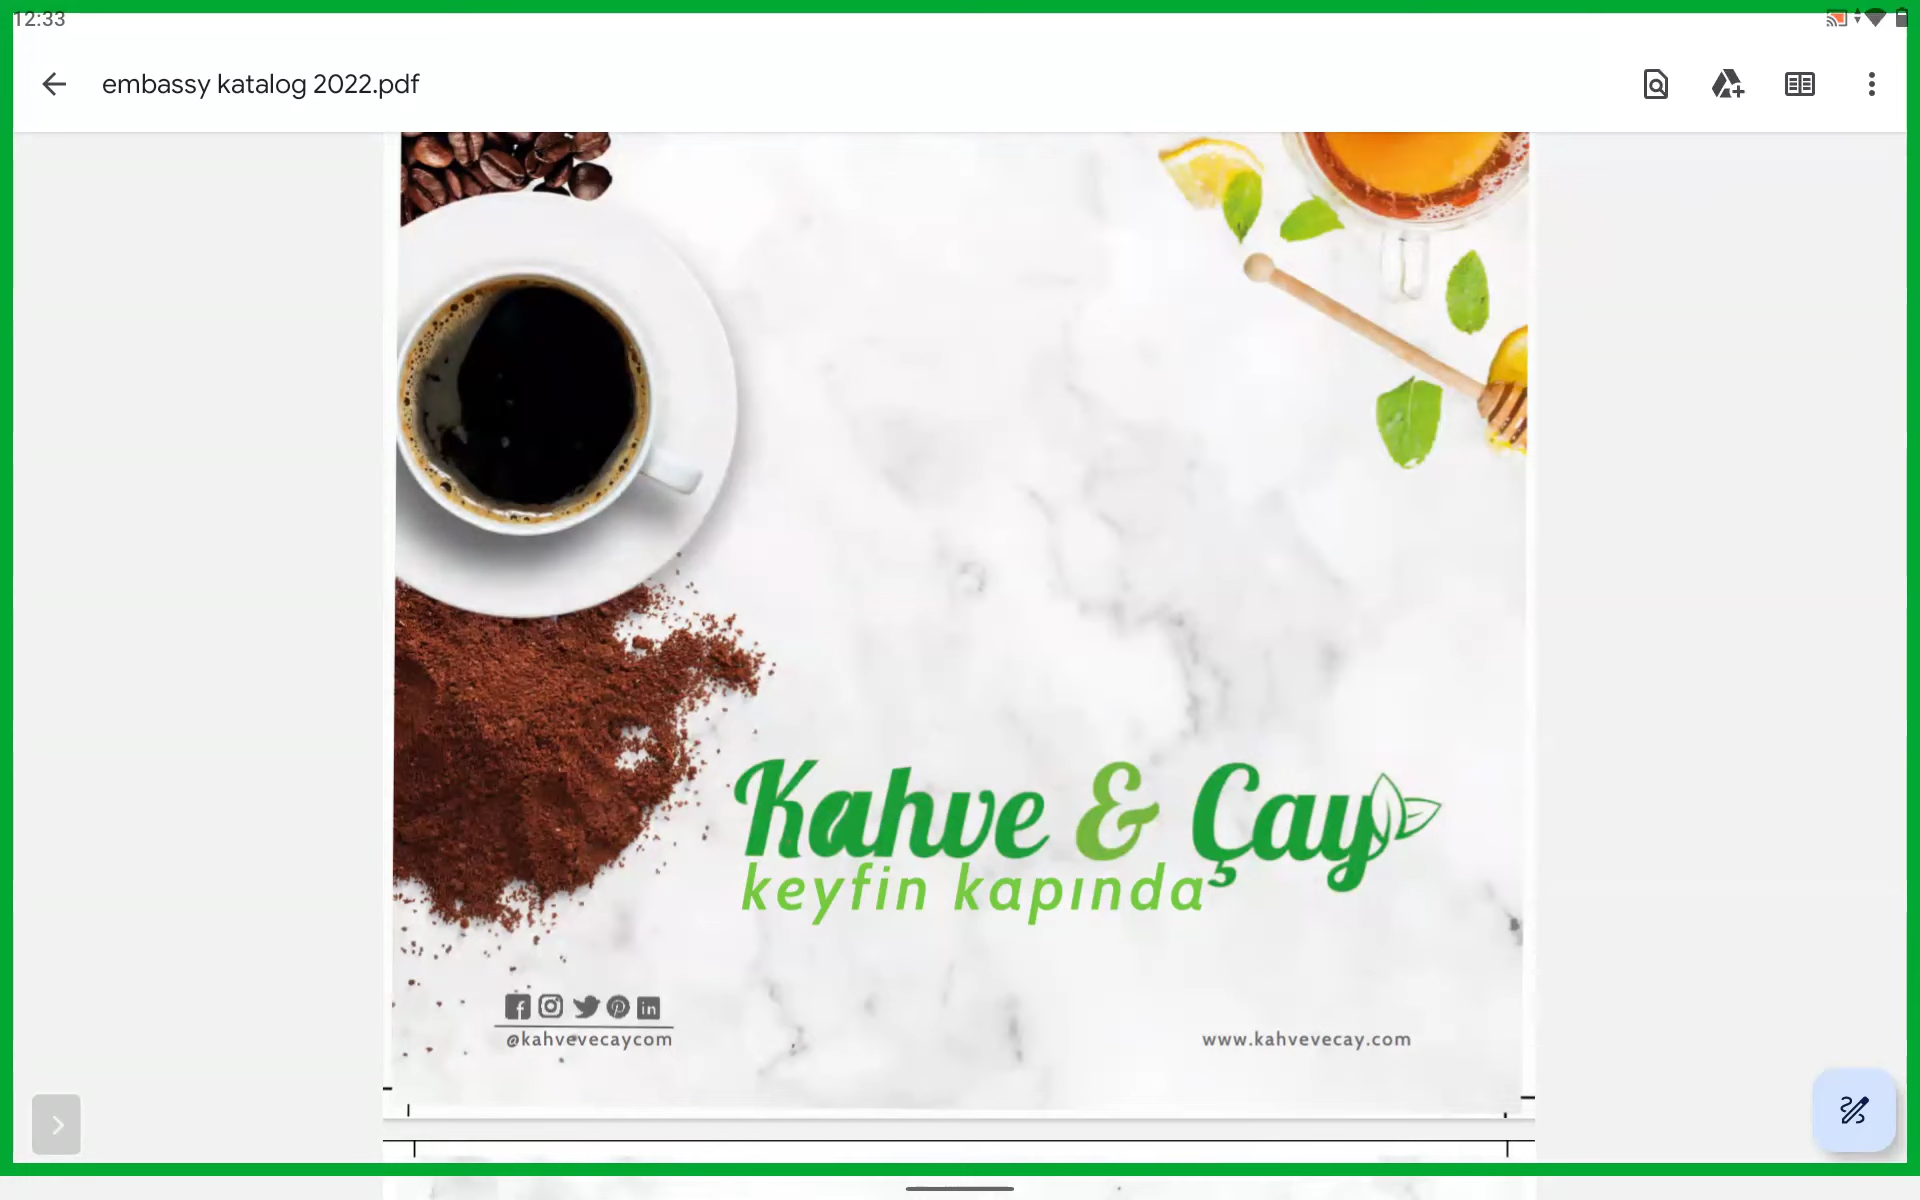 12:33
embassy katalog 2022.pdf
Kahve & Çay
keyfin kapında
@kahvevecaycom
www.kahvevecay.com